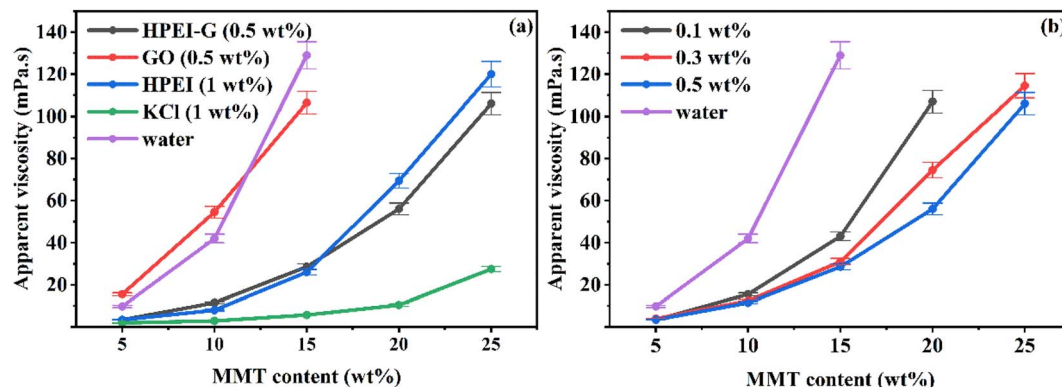 (a)
HPEI-G (0.5 wt%)
GO (0.5 wt%)
HPEI (1 wt%)
KCl (1 wt%)
water
Apparent viscosity (mPa.s)
140
120
100
80
60
40
20
5 10 15 20 25
MMT content (wt%)
(b)
0.1 wt%
0.3 wt%
0.5 wt%
water
Apparent viscosity (mPa.s)
140
120
100
80
60
40
20
5 10 15 20 25
MMT content (wt%)